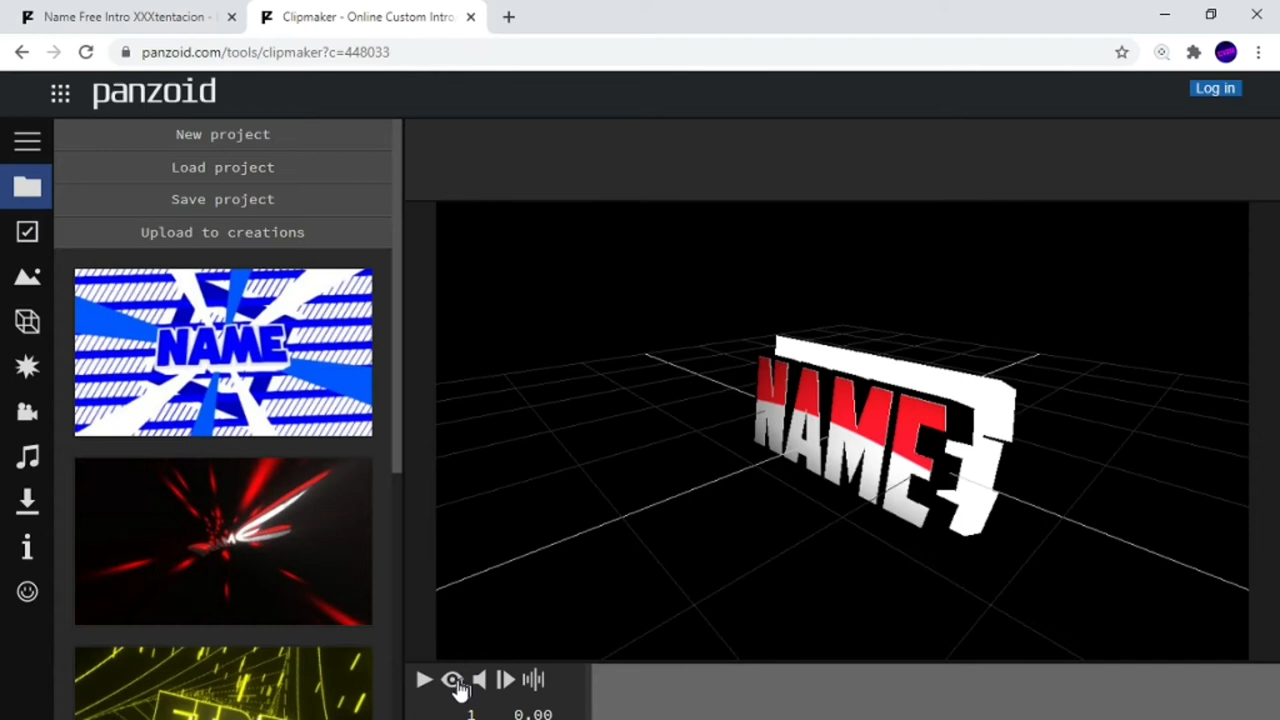 Name Free Intro XXXtentacion -
Clipmaker - Online Custom Intro
panzoid.com/tools/clipmaker?c=448033
panzoid
Log in
New project
Load project
Save project
Upload to creations
NAME
NAME
1 0.00